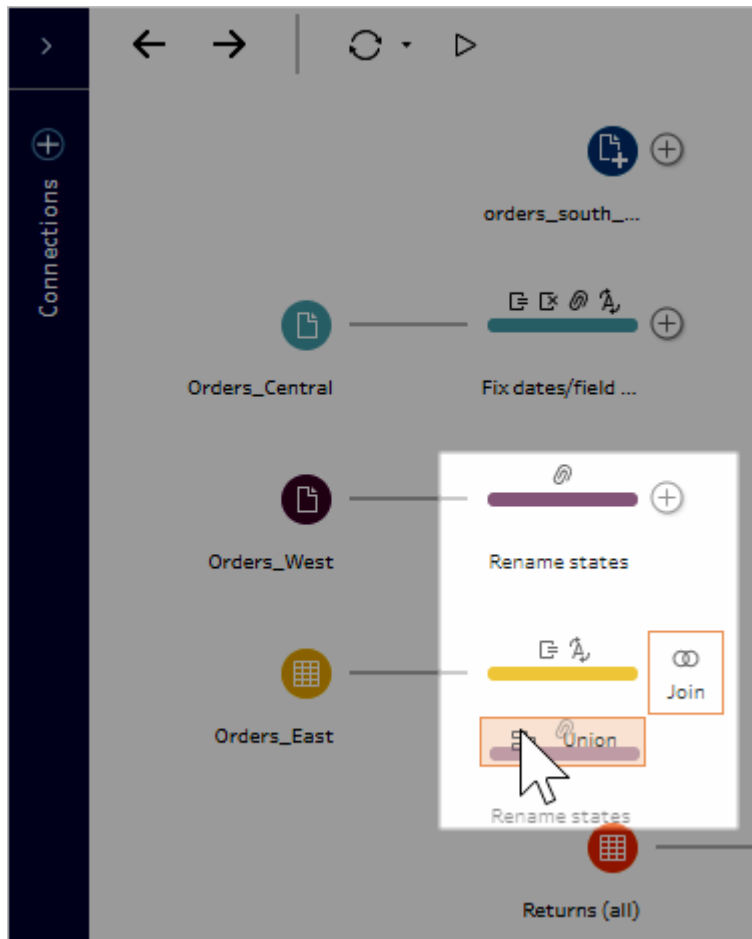 Connections
orders_south_...
Orders_Central
Fix dates/field ...
Orders_West
Rename states
Join
Orders_East
Union
Rename states
Returns (all)